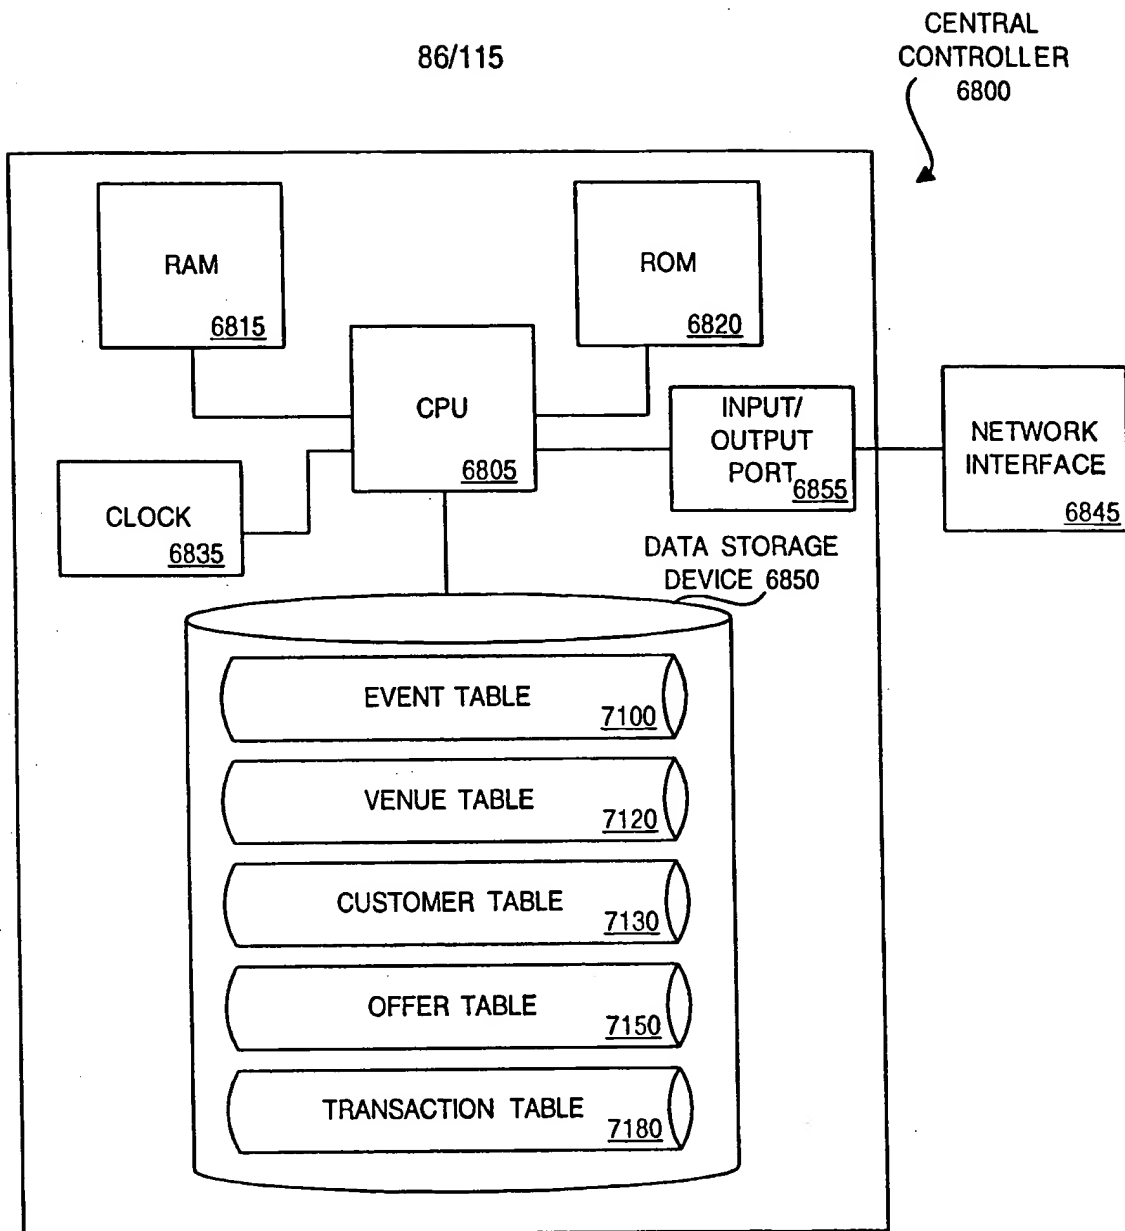 86/115
CENTRAL
CONTROLLER
6800
RAM
6815
ROM
6820
CPU
6805
INPUT/
OUTPUT
PORT
6855
NETWORK
INTERFACE
6845
CLOCK
6835
DATA STORAGE
DEVICE 6850
EVENT TABLE
7100
VENUE TABLE
7120
CUSTOMER TABLE
7130
OFFER TABLE
7150
TRANSACTION TABLE
7180